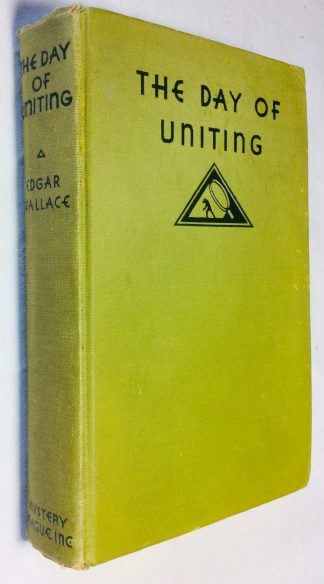 THE DAY OF
UNITING
THE DAY
OF
UNITING
EDGAR
WALLACE
MYSTERY
LEAGUE, INC